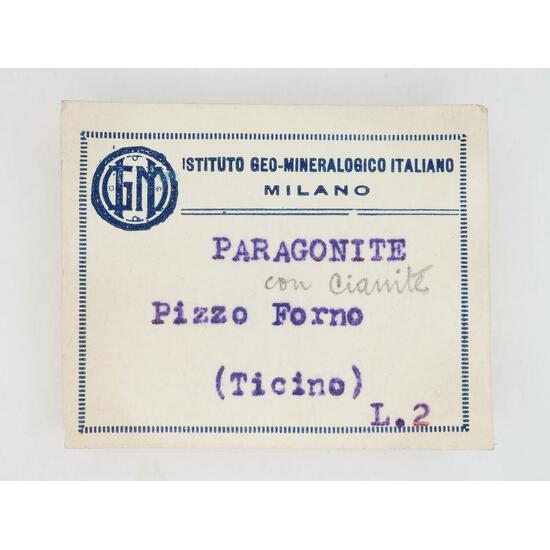 IGM
ISTITUTO GEO-MINERALOGICO ITALIANO
MILANO
PARAGONITE
con Cianite
Pizzo Forno
(Ticino)
L.2